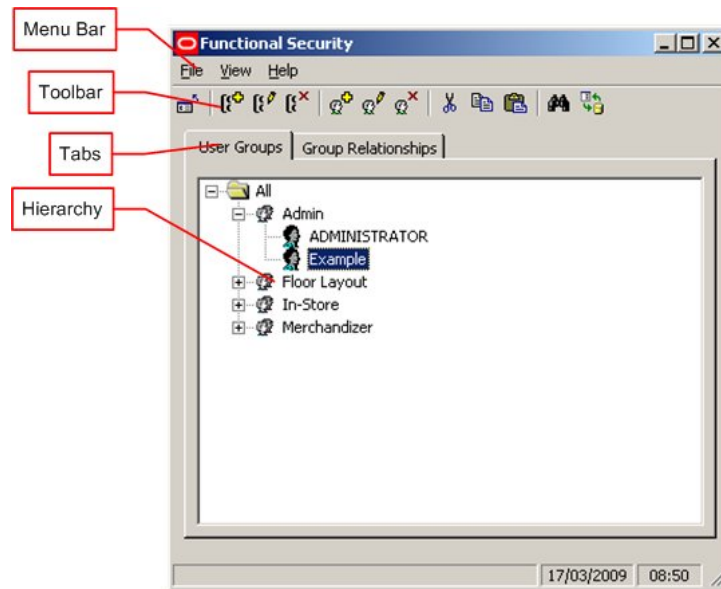 Menu Bar
Functional Security
File View Help
Toolbar
Tabs
User Groups Group Relationships
Hierarchy
All
Admin
ADMINISTRATOR
Example
Floor Layout
In-Store
Merchandizer
17/03/2009 08:50